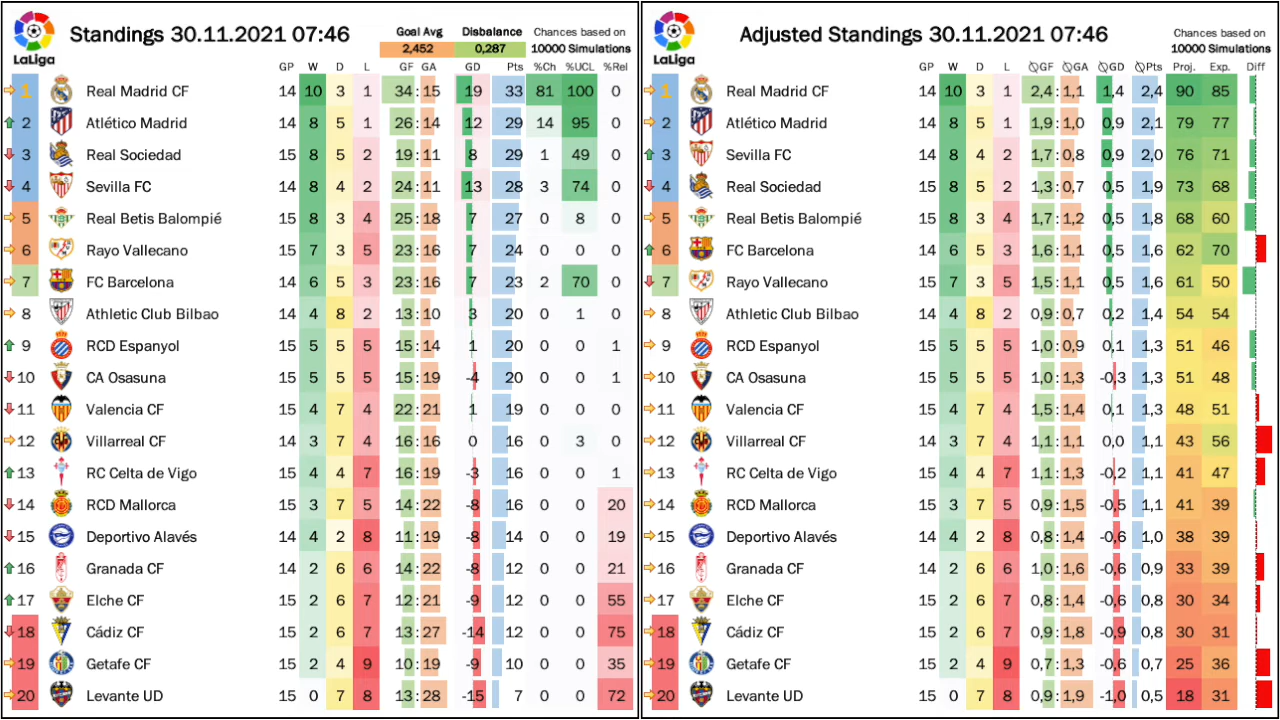 LaLiga
Standings 30.11.2021 07:46
Goal Avg Disbalance Chances based on
2,452 0,287 10000 Simulations
GP W D L GF GA GD Pts %Ch %UCL %Rel
1 Real Madrid CF 14 10 3 1 34:15 19 33 81 100 0
2 Atlético Madrid 14 8 5 1 26:14 12 29 14 95 0
3 Real Sociedad 15 8 5 2 19:11 8 29 1 49 0
4 Sevilla FC 14 8 4 2 24:11 13 28 3 74 0
5 Real Betis Balompié 15 8 3 4 25:18 7 27 0 8 0
6 Rayo Vallecano 15 7 3 5 23:16 7 24 0 0 0
7 FC Barcelona 14 6 5 3 23:16 7 23 2 70 0
8 Athletic Club Bilbao 14 4 8 2 13:10 3 20 0 1 0
9 RCD Espanyol 15 5 5 5 15:14 1 20 0 0 1
10 CA Osasuna 15 5 5 5 15:19 -4 20 0 0 1
11 Valencia CF 15 4 7 4 22:21 1 19 0 0 0
12 Villarreal CF 14 3 7 4 16:16 0 16 0 3 0
13 RC Celta de Vigo 15 4 4 7 16:19 -3 16 0 0 1
14 RCD Mallorca 15 3 7 5 14:22 -8 16 0 0 20
15 Deportivo Alavés 14 4 2 8 11:19 -8 14 0 0 19
16 Granada CF 14 2 6 6 14:22 -8 12 0 0 21
17 Elche CF 15 2 6 7 12:21 -9 12 0 0 55
18 Cádiz CF 15 2 6 7 13:27 -14 12 0 0 75
19 Getafe CF 15 2 4 9 10:19 -9 10 0 0 35
20 Levante UD 15 0 7 8 13:28 -15 7 0 0 72
LaLiga
Adjusted Standings 30.11.2021 07:46
Chances based on
10000 Simulations
GP W D L ∅GF ∅GA ∅GD ∅Pts Proj. Exp. Diff
1 Real Madrid CF 14 10 3 1 2,4:1,1 1,4 2,4 90 85
2 Atlético Madrid 14 8 5 1 1,9:1,0 0,9 2,1 79 77
3 Sevilla FC 14 8 4 2 1,7:0,8 0,9 2,0 76 71
4 Real Sociedad 15 8 5 2 1,3:0,7 0,5 1,9 73 68
5 Real Betis Balompié 15 8 3 4 1,7:1,2 0,5 1,8 68 60
6 FC Barcelona 14 6 5 3 1,6:1,1 0,5 1,6 62 70
7 Rayo Vallecano 15 7 3 5 1,5:1,1 0,5 1,6 61 50
8 Athletic Club Bilbao 14 4 8 2 0,9:0,7 0,2 1,4 54 54
9 RCD Espanyol 15 5 5 5 1,0:0,9 0,1 1,3 51 46
10 CA Osasuna 15 5 5 5 1,0:1,3 -0,3 1,3 51 48
11 Valencia CF 15 4 7 4 1,5:1,4 0,1 1,3 48 51
12 Villarreal CF 14 3 7 4 1,1:1,1 0,0 1,1 43 56
13 RC Celta de Vigo 15 4 4 7 1,1:1,3 -0,2 1,1 41 47
14 RCD Mallorca 15 3 7 5 0,9:1,5 -0,5 1,1 41 39
15 Deportivo Alavés 14 4 2 8 0,8:1,4 -0,6 1,0 38 39
16 Granada CF 14 2 6 6 1,0:1,6 -0,6 0,9 33 39
17 Elche CF 15 2 6 7 0,8:1,4 -0,6 0,8 30 34
18 Cádiz CF 15 2 6 7 0,9:1,8 -0,9 0,8 30 31
19 Getafe CF 15 2 4 9 0,7:1,3 -0,6 0,7 25 36
20 Levante UD 15 0 7 8 0,9:1,9 -1,0 0,5 18 31